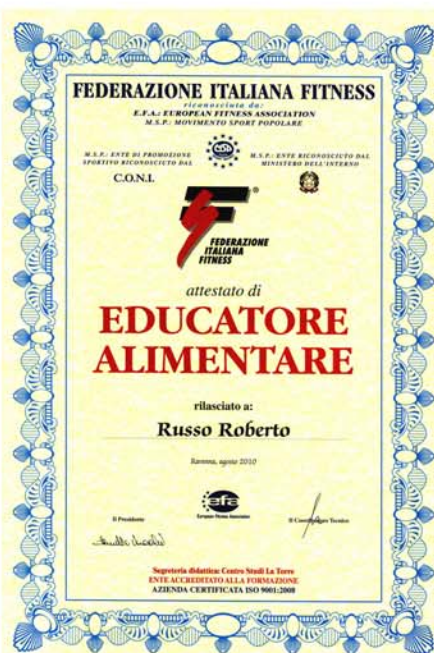 FEDERAZIONE ITALIANA FITNESS
riconosciuta da:
E.F.A.: EUROPEAN FITNESS ASSOCIATION
M.S.P.: MOVIMENTO SPORT POPOLARE
M.S.P.: ENTE DI PROMOZIONE
SPORTIVO RICONOSCIUTO DAL
C.O.N.I.
M.S.P.: ENTE RICONOSCIUTO DAL
MINISTERO DELL'INTERNO
FEDERAZIONE
ITALIANA
FITNESS
®
attestato di
EDUCATORE
ALIMENTARE
rilasciato a:
Russo Roberto
Ravenna, agosto 2010
efa
European Fitness Association
Il Presidente
Il Coordinatore Tecnico
Segreteria didattica: Centro Studi La Torre
ENTE ACCREDITATO ALLA FORMAZIONE
AZIENDA CERTIFICATA ISO 9001:2008